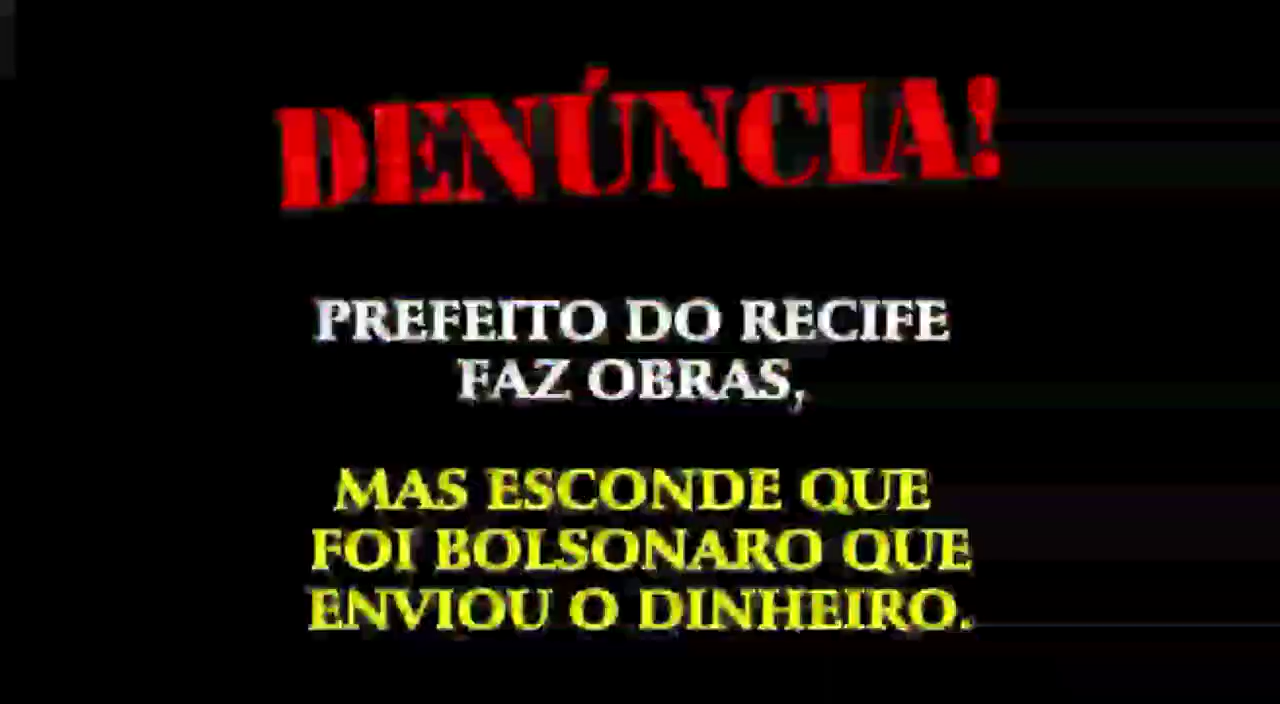 DENÚNCIA!
PREFEITO DO RECIFE
FAZ OBRAS,
MAS ESCONDE QUE
FOI BOLSONARO QUE
ENVIOU O DINHEIRO.